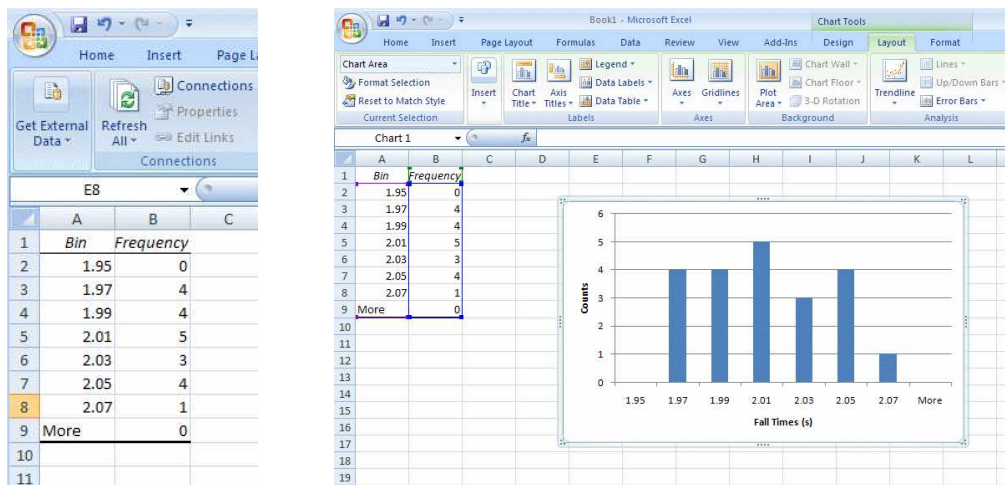 Home Insert Page La
Get External Data
Refresh All
Connections
Properties
Edit Links
Connections
E8
A B C
1 Bin Frequency
2 1.95 0
3 1.97 4
4 1.99 4
5 2.01 5
6 2.03 3
7 2.05 4
8 2.07 1
9 More 0
10
11
Book1 - Microsoft Excel Chart Tools
Home Insert Page Layout Formulas Data Review View Add-Ins Design Layout Format
Chart Area
Format Selection
Reset to Match Style
Current Selection
Insert
Chart Title
Axis Titles
Legend
Data Labels
Data Table
Labels
Axes
Gridlines
Axes
Plot Area
Chart Wall
Chart Floor
3-D Rotation
Background
Trendline
Lines
Up/Down Bars
Error Bars
Analysis
Chart 1 fx
A B C D E F G H I J K L
1 Bin Frequency
2 1.95 0
3 1.97 4
4 1.99 4
5 2.01 5
6 2.03 3
7 2.05 4
8 2.07 1
9 More 0
10
11
12
13
14
15
16
17
18
19
6
5
4
3
2
1
0
Counts
1.95 1.97 1.99 2.01 2.03 2.05 2.07 More
Fall Times (s)